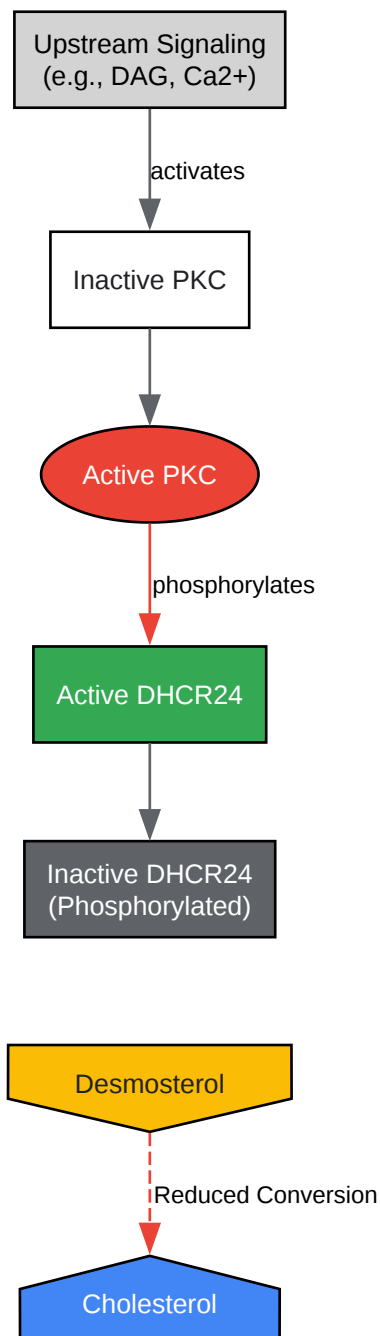 Upstream Signaling
(e.g., DAG, Ca2+)
activates
Inactive PKC
Active PKC
phosphorylates
Active DHCR24
Inactive DHCR24
(Phosphorylated)
Desmosterol
Reduced Conversion
Cholesterol